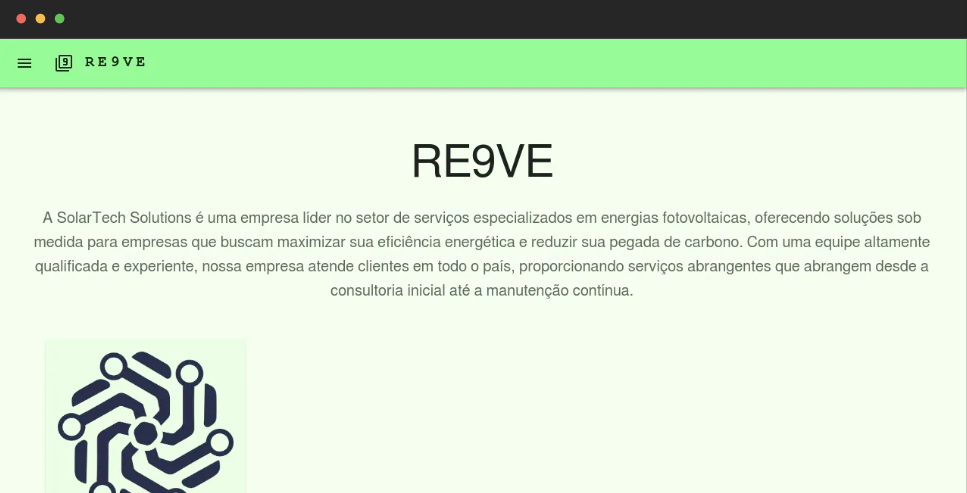 RE9VE
RE9VE
A SolarTech Solutions é uma empresa líder no setor de serviços especializados em energias fotovoltaicas, oferecendo soluções sob
medida para empresas que buscam maximizar sua eficiência energética e reduzir sua pegada de carbono. Com uma equipe altamente
qualificada e experiente, nossa empresa atende clientes em todo o país, proporcionando serviços abrangentes que abrangem desde a
consultoria inicial até a manutenção contínua.